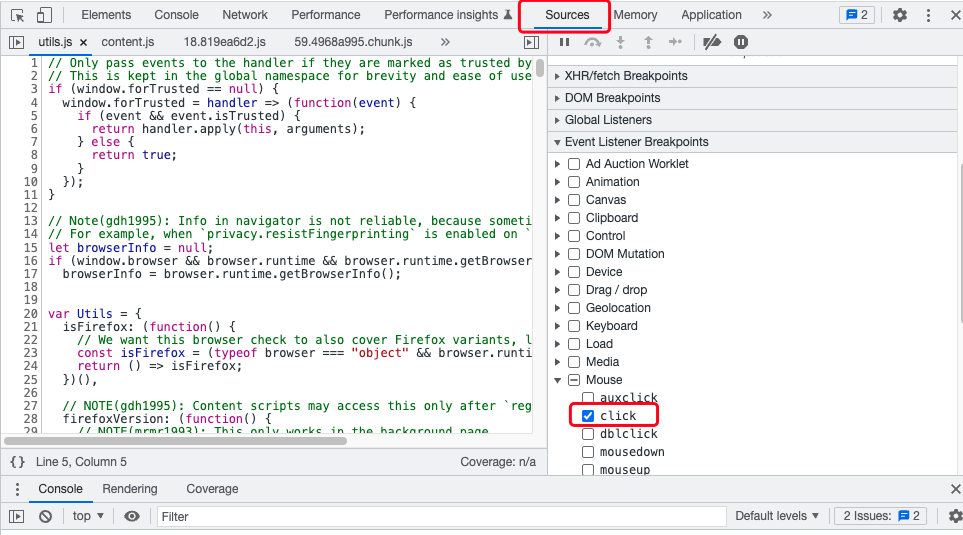 Elements Console Network Performance Performance insights Sources Memory Application » 2
utils.js × content.js 18.819ea6d2.js 59.4968a995.chunk.js »
1 // Only pass events to the handler if they are marked as trusted by
2 // This is kept in the global namespace for brevity and ease of use
3 if (window.forTrusted == null) {
4 window.forTrusted = handler => (function(event) {
5 if (event && event.isTrusted) {
6 return handler.apply(this, arguments);
7 } else {
8 return true;
9 }
10 });
11 }
12
13 // Note(gdh1995): Info in navigator is not reliable, because someti
14 // For example, when `privacy.resistFingerprinting` is enabled on `
15 let browserInfo = null;
16 if (window.browser && browser.runtime && browser.runtime.getBrowser
17 browserInfo = browser.runtime.getBrowserInfo();
18
19
20 var Utils = {
21 isFirefox: (function() {
22 // We want this browser check to also cover Firefox variants, l
23 const isFirefox = (typeof browser === "object" && browser.runti
24 return () => isFirefox;
25 })(),
26
27 // NOTE(gdh1995): Content scripts may access this only after `reg
28 firefoxVersion: (function() {
29 // NOTE(mrmr1993): This only works in the background page.
{} Line 5, Column 5 Coverage: n/a
XHR/fetch Breakpoints
DOM Breakpoints
Global Listeners
Event Listener Breakpoints
Ad Auction Worklet
Animation
Canvas
Clipboard
Control
DOM Mutation
Device
Drag / drop
Geolocation
Keyboard
Load
Media
Mouse
auxclick
click
dblclick
mousedown
mouseup
Console Rendering Coverage
top Filter Default levels 2 Issues: 2